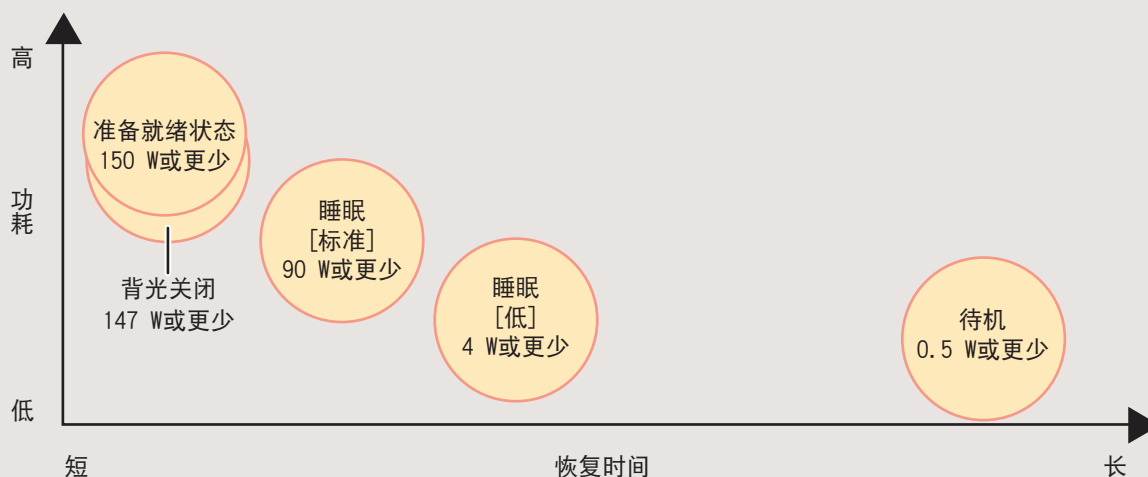 高
准备就绪状态
150 W或更少
功耗
睡眠
[标准]
90 W或更少
背光关闭
147 W或更少
睡眠
[低]
4 W或更少
待机
0.5 W或更少
低
短
恢复时间
长